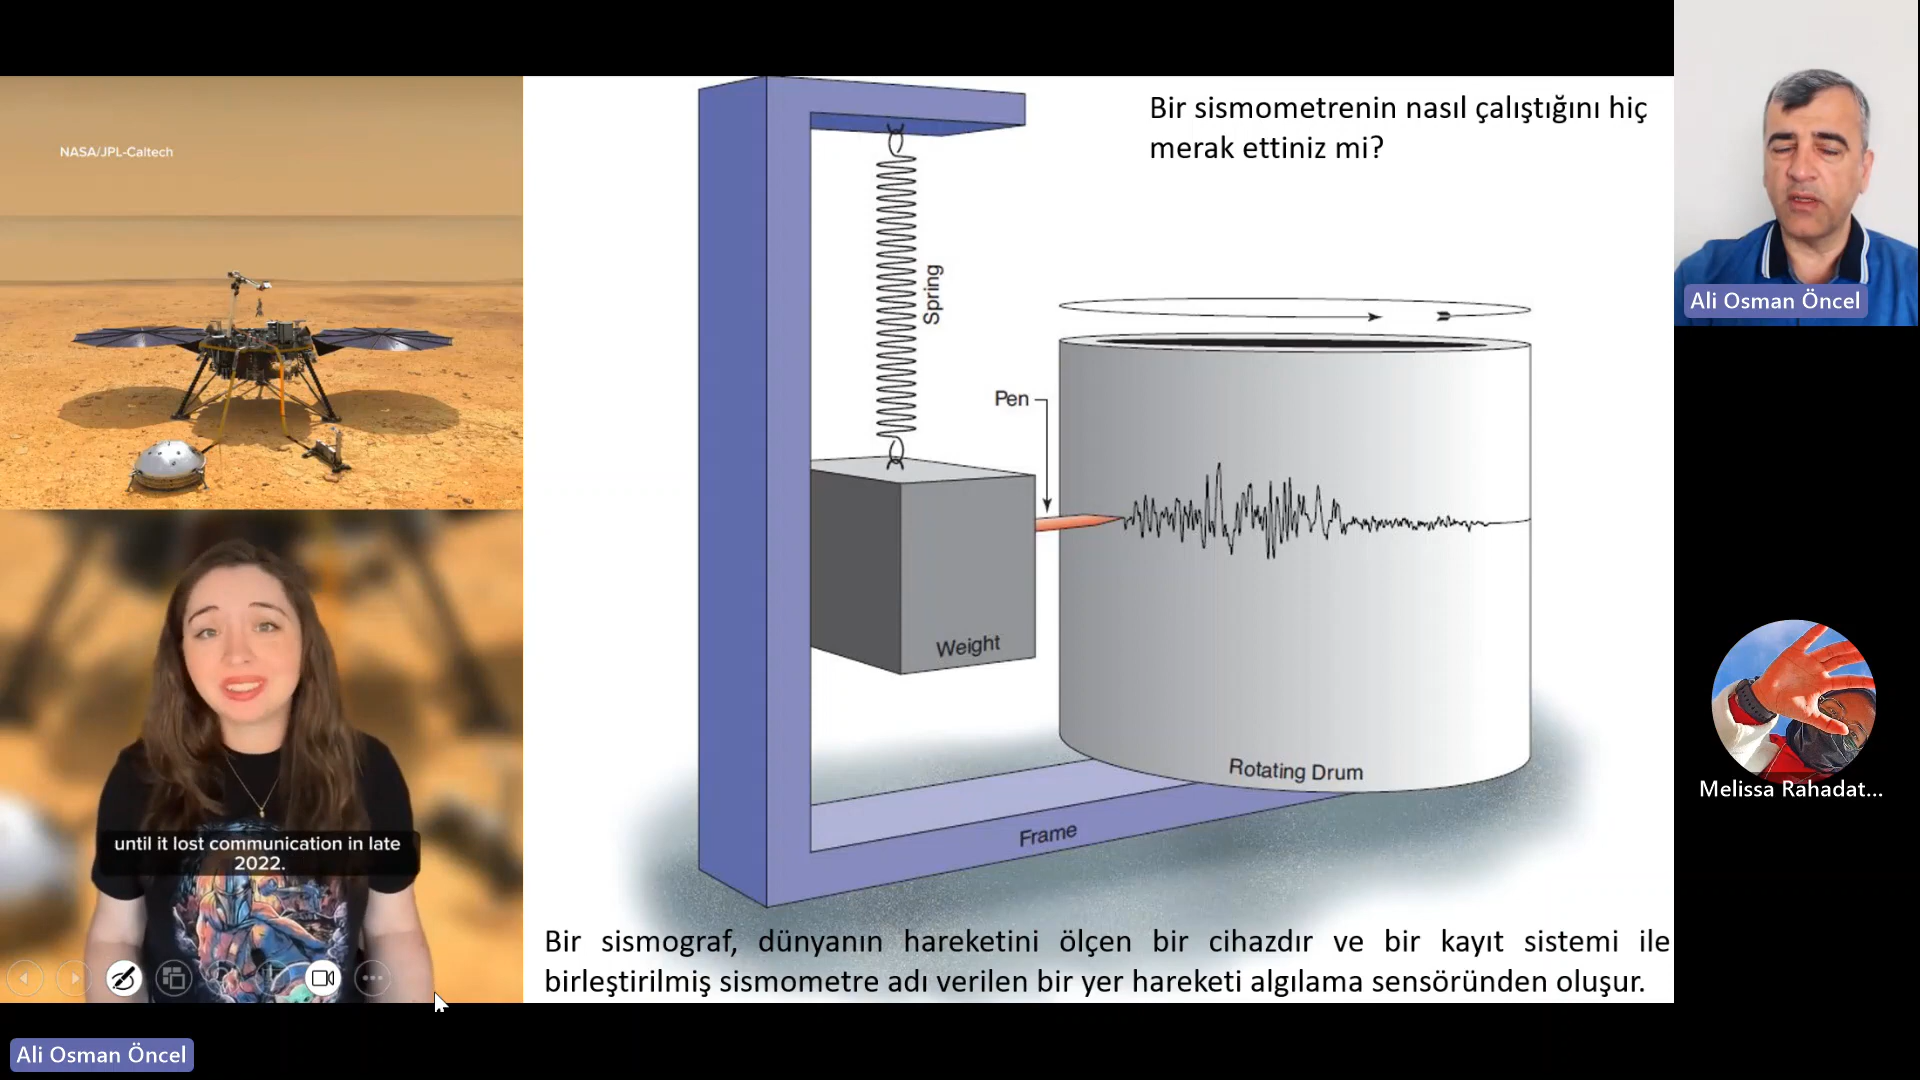 NASA/JPL-Caltech
until it lost communication in late
2022.
Bir sismometrenin nasıl çalıştığını hiç
merak ettiniz mi?
Spring
Pen
Weight
Rotating Drum
Frame
Bir sismograf, dünyanın hareketini ölçen bir cihazdır ve bir kayıt sistemi ile
birleştirilmiş sismometre adı verilen bir yer hareketi algılama sensöründen oluşur.
Ali Osman Öncel
Melissa Rahadat...
Ali Osman Öncel